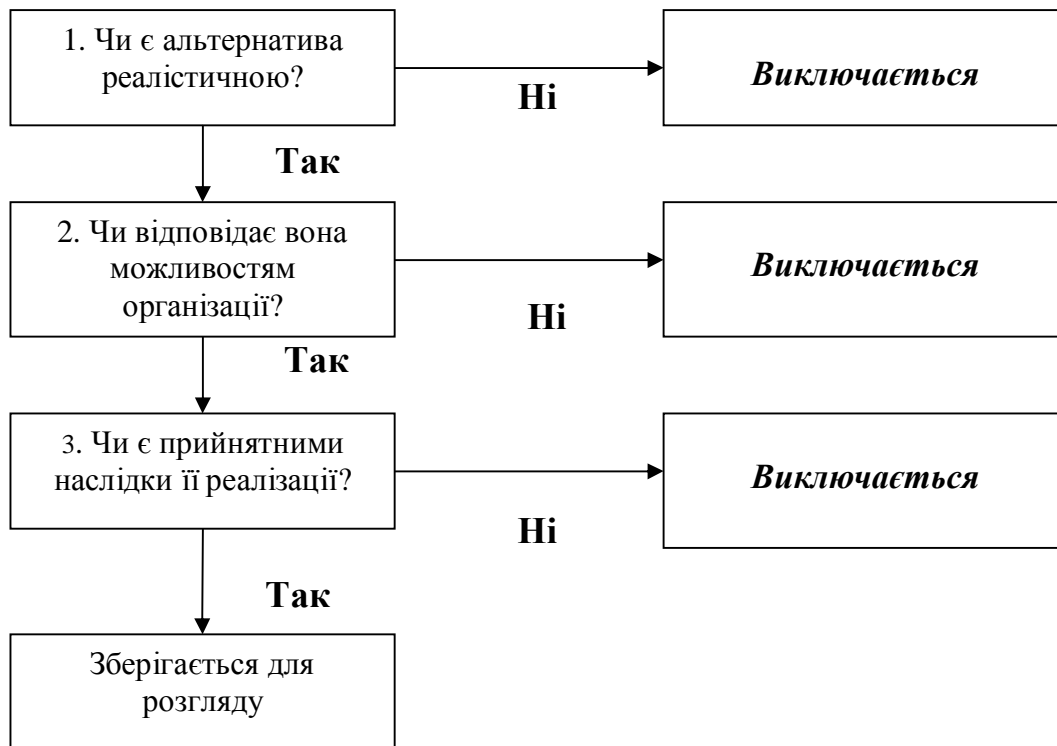 1. Чи є альтернатива
реалістичною?
Ні
Виключається
Так
2. Чи відповідає вона
можливостям
організації?
Ні
Виключається
Так
3. Чи є прийнятними
наслідки її реалізації?
Ні
Виключається
Так
Зберігається для
розгляду